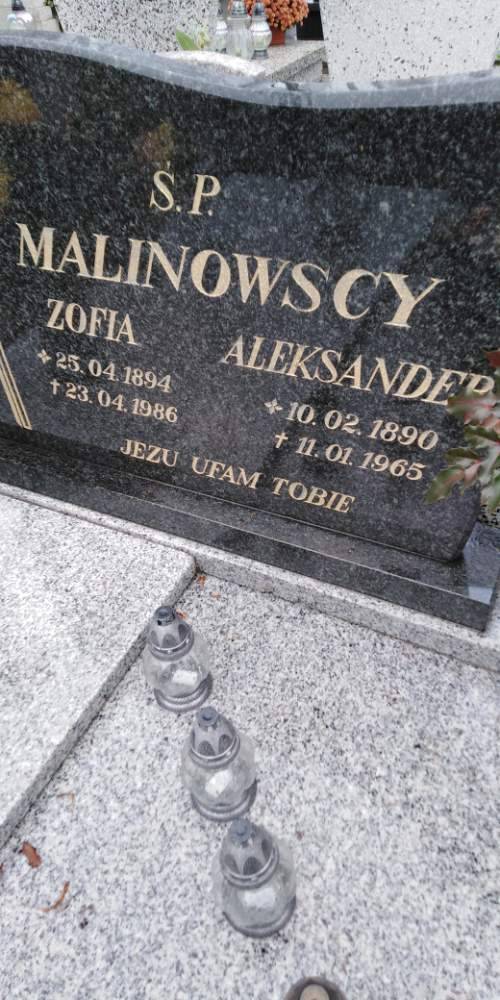 Ś.P.
MALINOWSCY
ZOFIA
25.04.1894
23.04.1986
ALEKSANDER
10.02.1890
11.01.1965
JEZU UFAM TOBIE